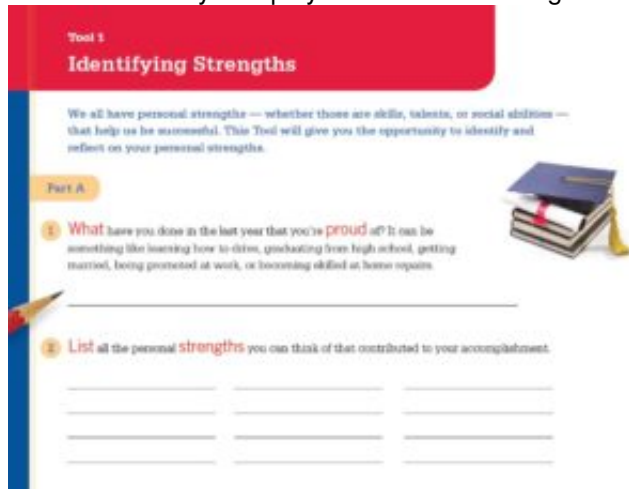 Tool 1
Identifying Strengths
We all have personal strengths — whether those are skills, talents, or social abilities —
that help us be successful. This Tool will give you the opportunity to identify and
reflect on your personal strengths.
Part A
1 What have you done in the last year that you're proud of? It can be
something like learning how to drive, graduating from high school, getting
married, being promoted at work, or becoming skilled at home repairs.
2 List all the personal strengths you can think of that contributed to your accomplishment.